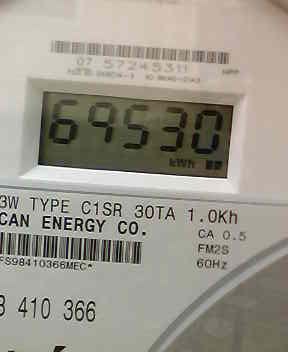 07 57245311
69530
kWh
3W TYPE C1SR 30TA 1.0Kh
CAN ENERGY CO.
CA 0.5
FM2S
60Hz
FS98410366MEC*
8 410 366